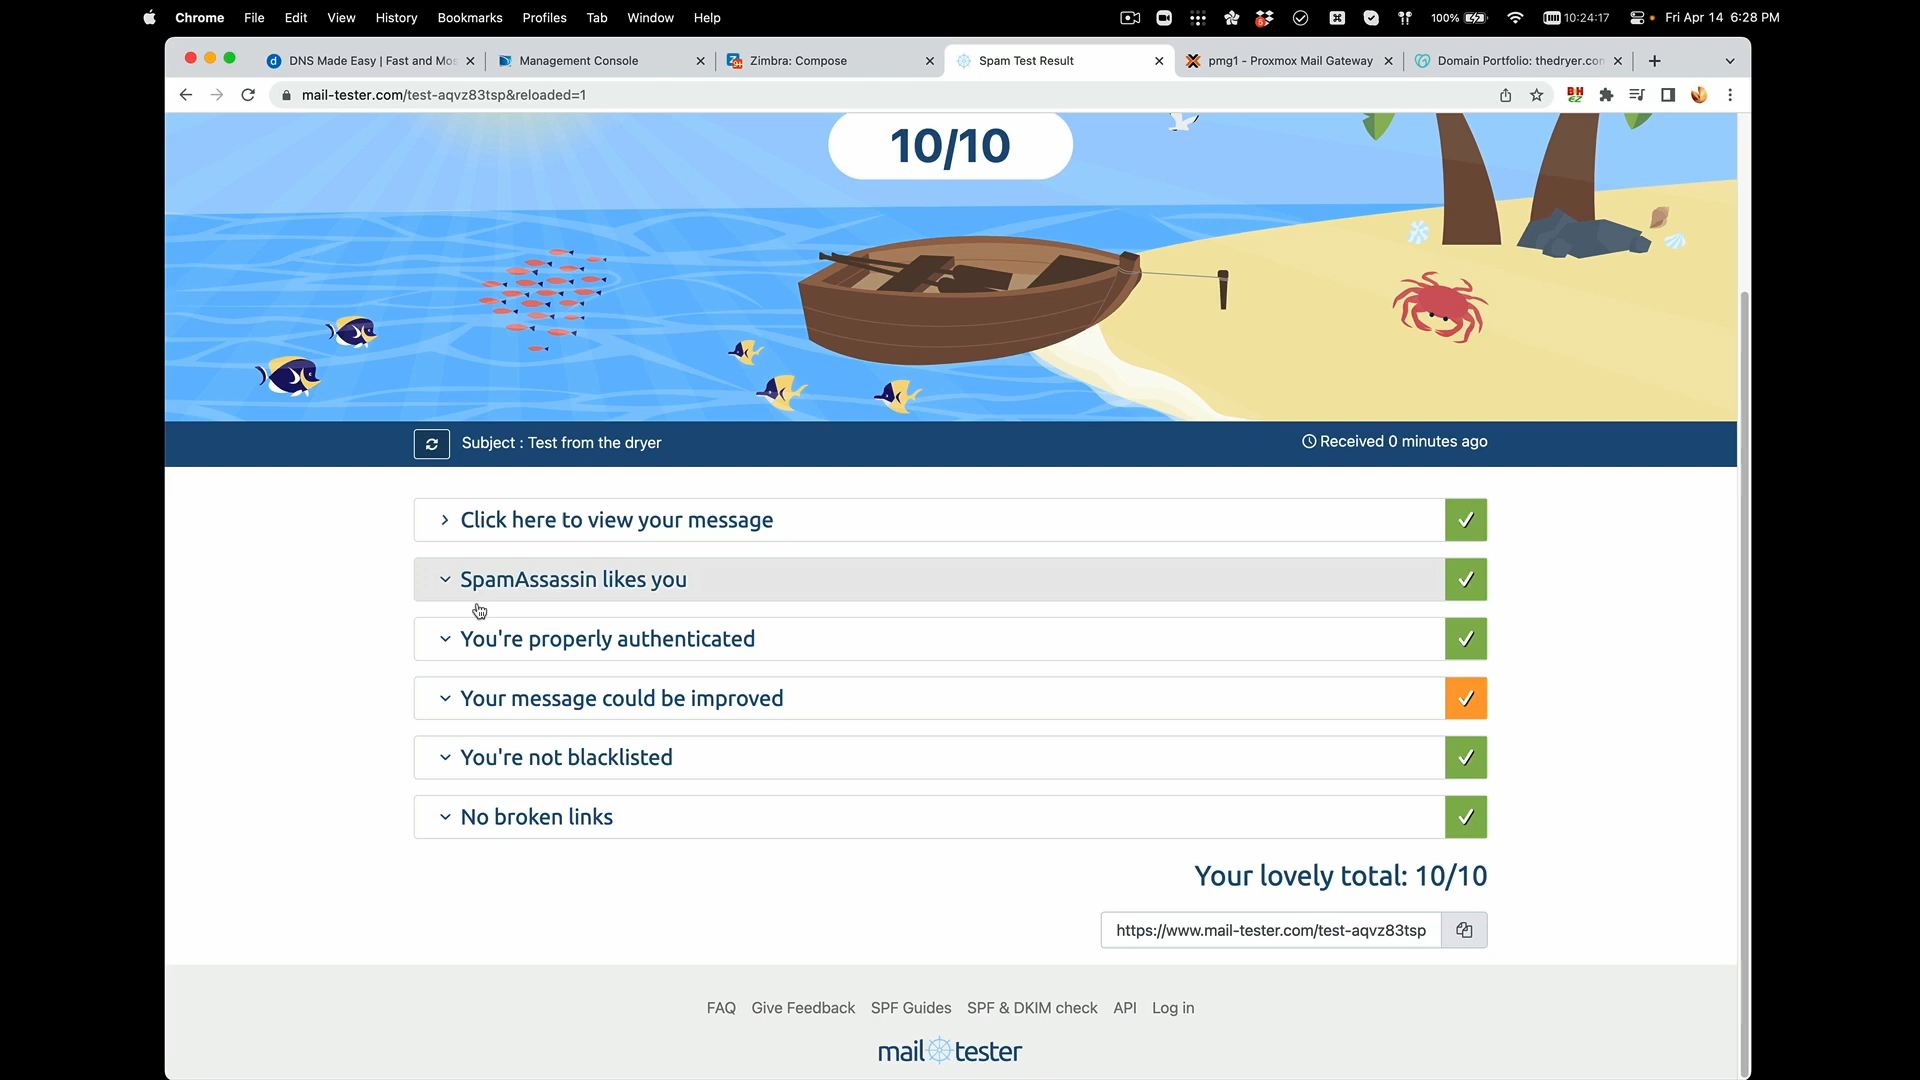 Chrome File Edit View History Bookmarks Profiles Tab Window Help 100% 10:24:17 Fri Apr 14 6:28 PM
DNS Made Easy | Fast and Mos Management Console Zimbra: Compose Spam Test Result pmg1 - Proxmox Mail Gateway Domain Portfolio: thedryer.con
mail-tester.com/test-aqvz83tsp&reloaded=1
10/10
Subject : Test from the dryer Received 0 minutes ago
Click here to view your message
SpamAssassin likes you
You're properly authenticated
Your message could be improved
You're not blacklisted
No broken links
Your lovely total: 10/10
https://www.mail-tester.com/test-aqvz83tsp
FAQ Give Feedback SPF Guides SPF & DKIM check API Log in
mail tester